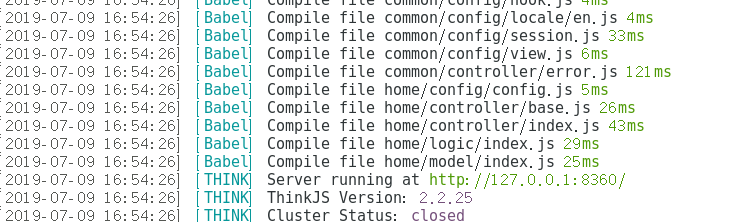 2019-07-09 16:54:26] [Babel] Compile file common/config/hook.js 4ms
2019-07-09 16:54:26] [Babel] Compile file common/config/locale/en.js 4ms
2019-07-09 16:54:26] [Babel] Compile file common/config/session.js 33ms
2019-07-09 16:54:26] [Babel] Compile file common/config/view.js 6ms
2019-07-09 16:54:26] [Babel] Compile file common/controller/error.js 121ms
2019-07-09 16:54:26] [Babel] Compile file home/config/config.js 5ms
2019-07-09 16:54:26] [Babel] Compile file home/controller/base.js 26ms
2019-07-09 16:54:26] [Babel] Compile file home/controller/index.js 43ms
2019-07-09 16:54:26] [Babel] Compile file home/logic/index.js 29ms
2019-07-09 16:54:26] [Babel] Compile file home/model/index.js 25ms
2019-07-09 16:54:26] [THINK] Server running at http://127.0.0.1:8360/
2019-07-09 16:54:26] [THINK] ThinkJS Version: 2.2.25
2019-07-09 16:54:26] [THINK] Cluster Status: closed